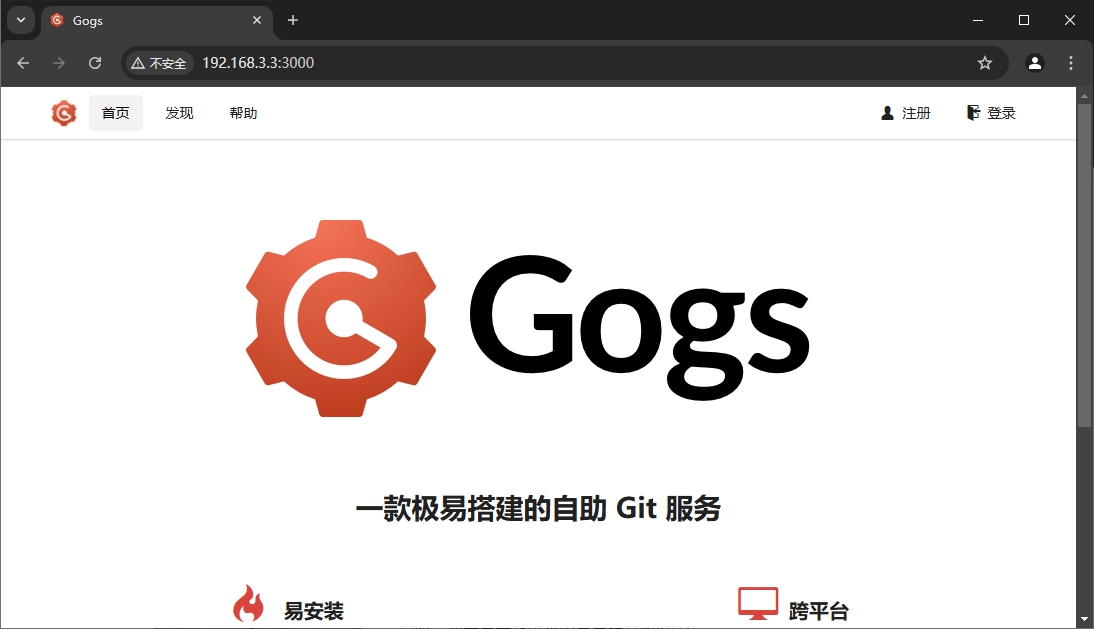 Gogs
不安全 192.168.3.3:3000
首页 发现 帮助 注册 登录
Gogs
一款极易搭建的自助 Git 服务
易安装 跨平台